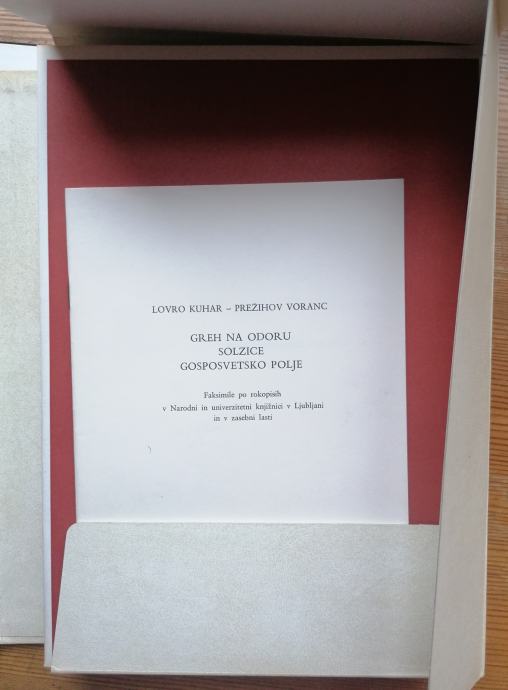 LOVRO KUHAR – PREŽIHOV VORANC
GREH NA ODORU
SOLZICE
GOSPOSVETSKO POLJE
Faksimile po rokopisih
v Narodni in univerzitetni knjižnici v Ljubljani
in v zasebni lasti